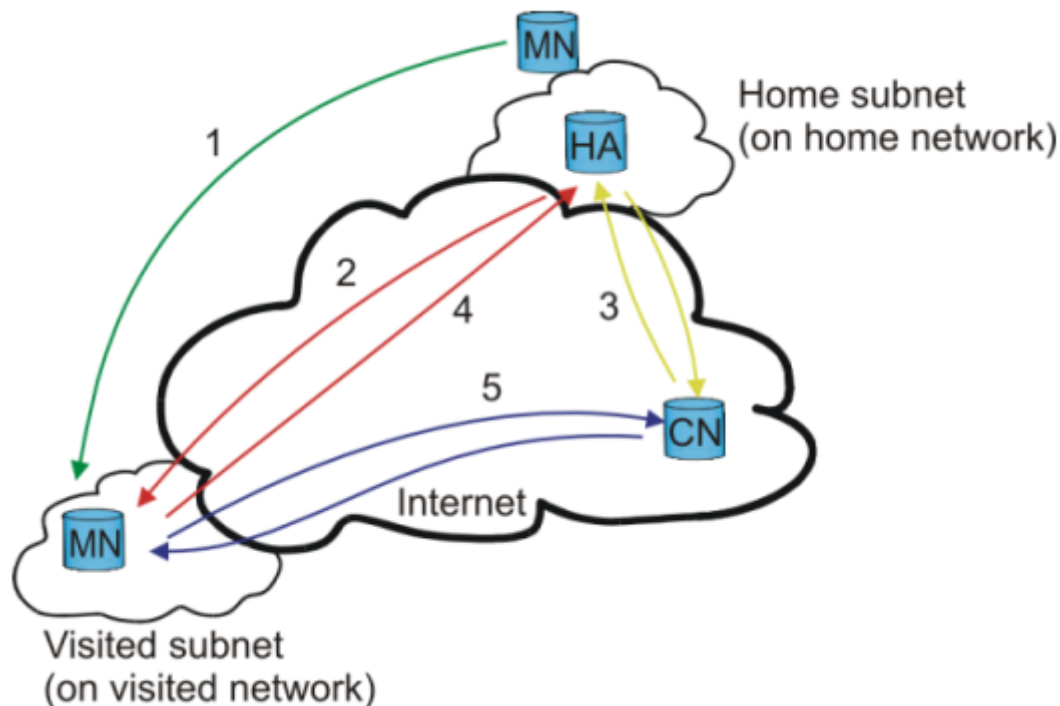 MN
HA
Home subnet
(on home network)
1
2
4
3
5
CN
Internet
MN
Visited subnet
(on visited network)